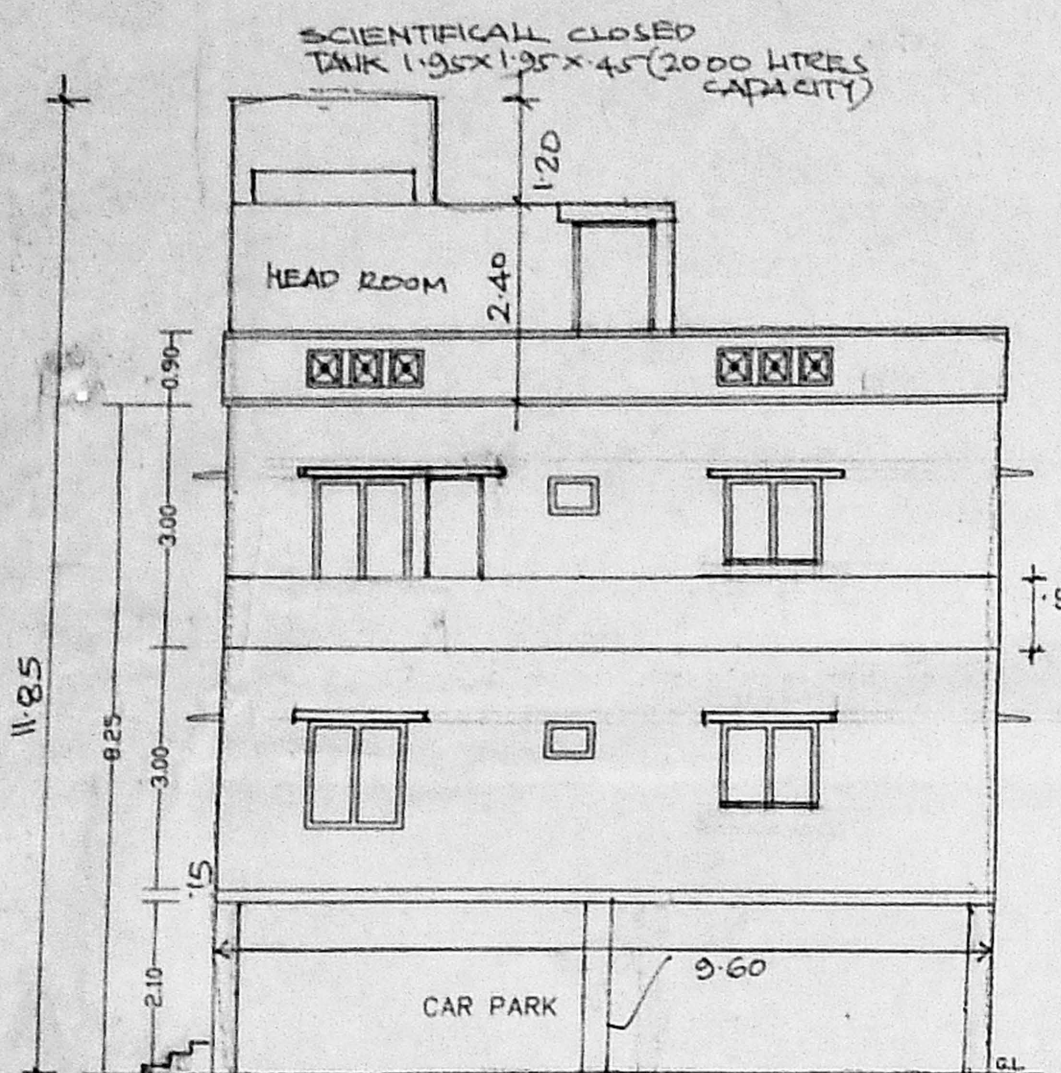 SCIENTIFICALL CLOSED
TANK 1.95X1.95X.45(2000 LITRES
CAPACITY)
1.20
HEAD ROOM
2.40
0.90
3.00
11.85
8.25
3.00
.15
2.10
9.60
CAR PARK
G.L